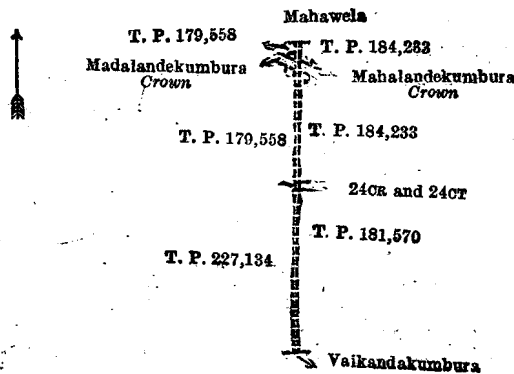 Mahawela
T. P. 179,558
T. P. 184,233
Madalandekumbura
Crown
Mahalandekumbura
Crown
T. P. 179,558
T. P. 184,233
24CR and 24CT
T. P. 181,570
T. P. 227,134
Vaikandakumbura